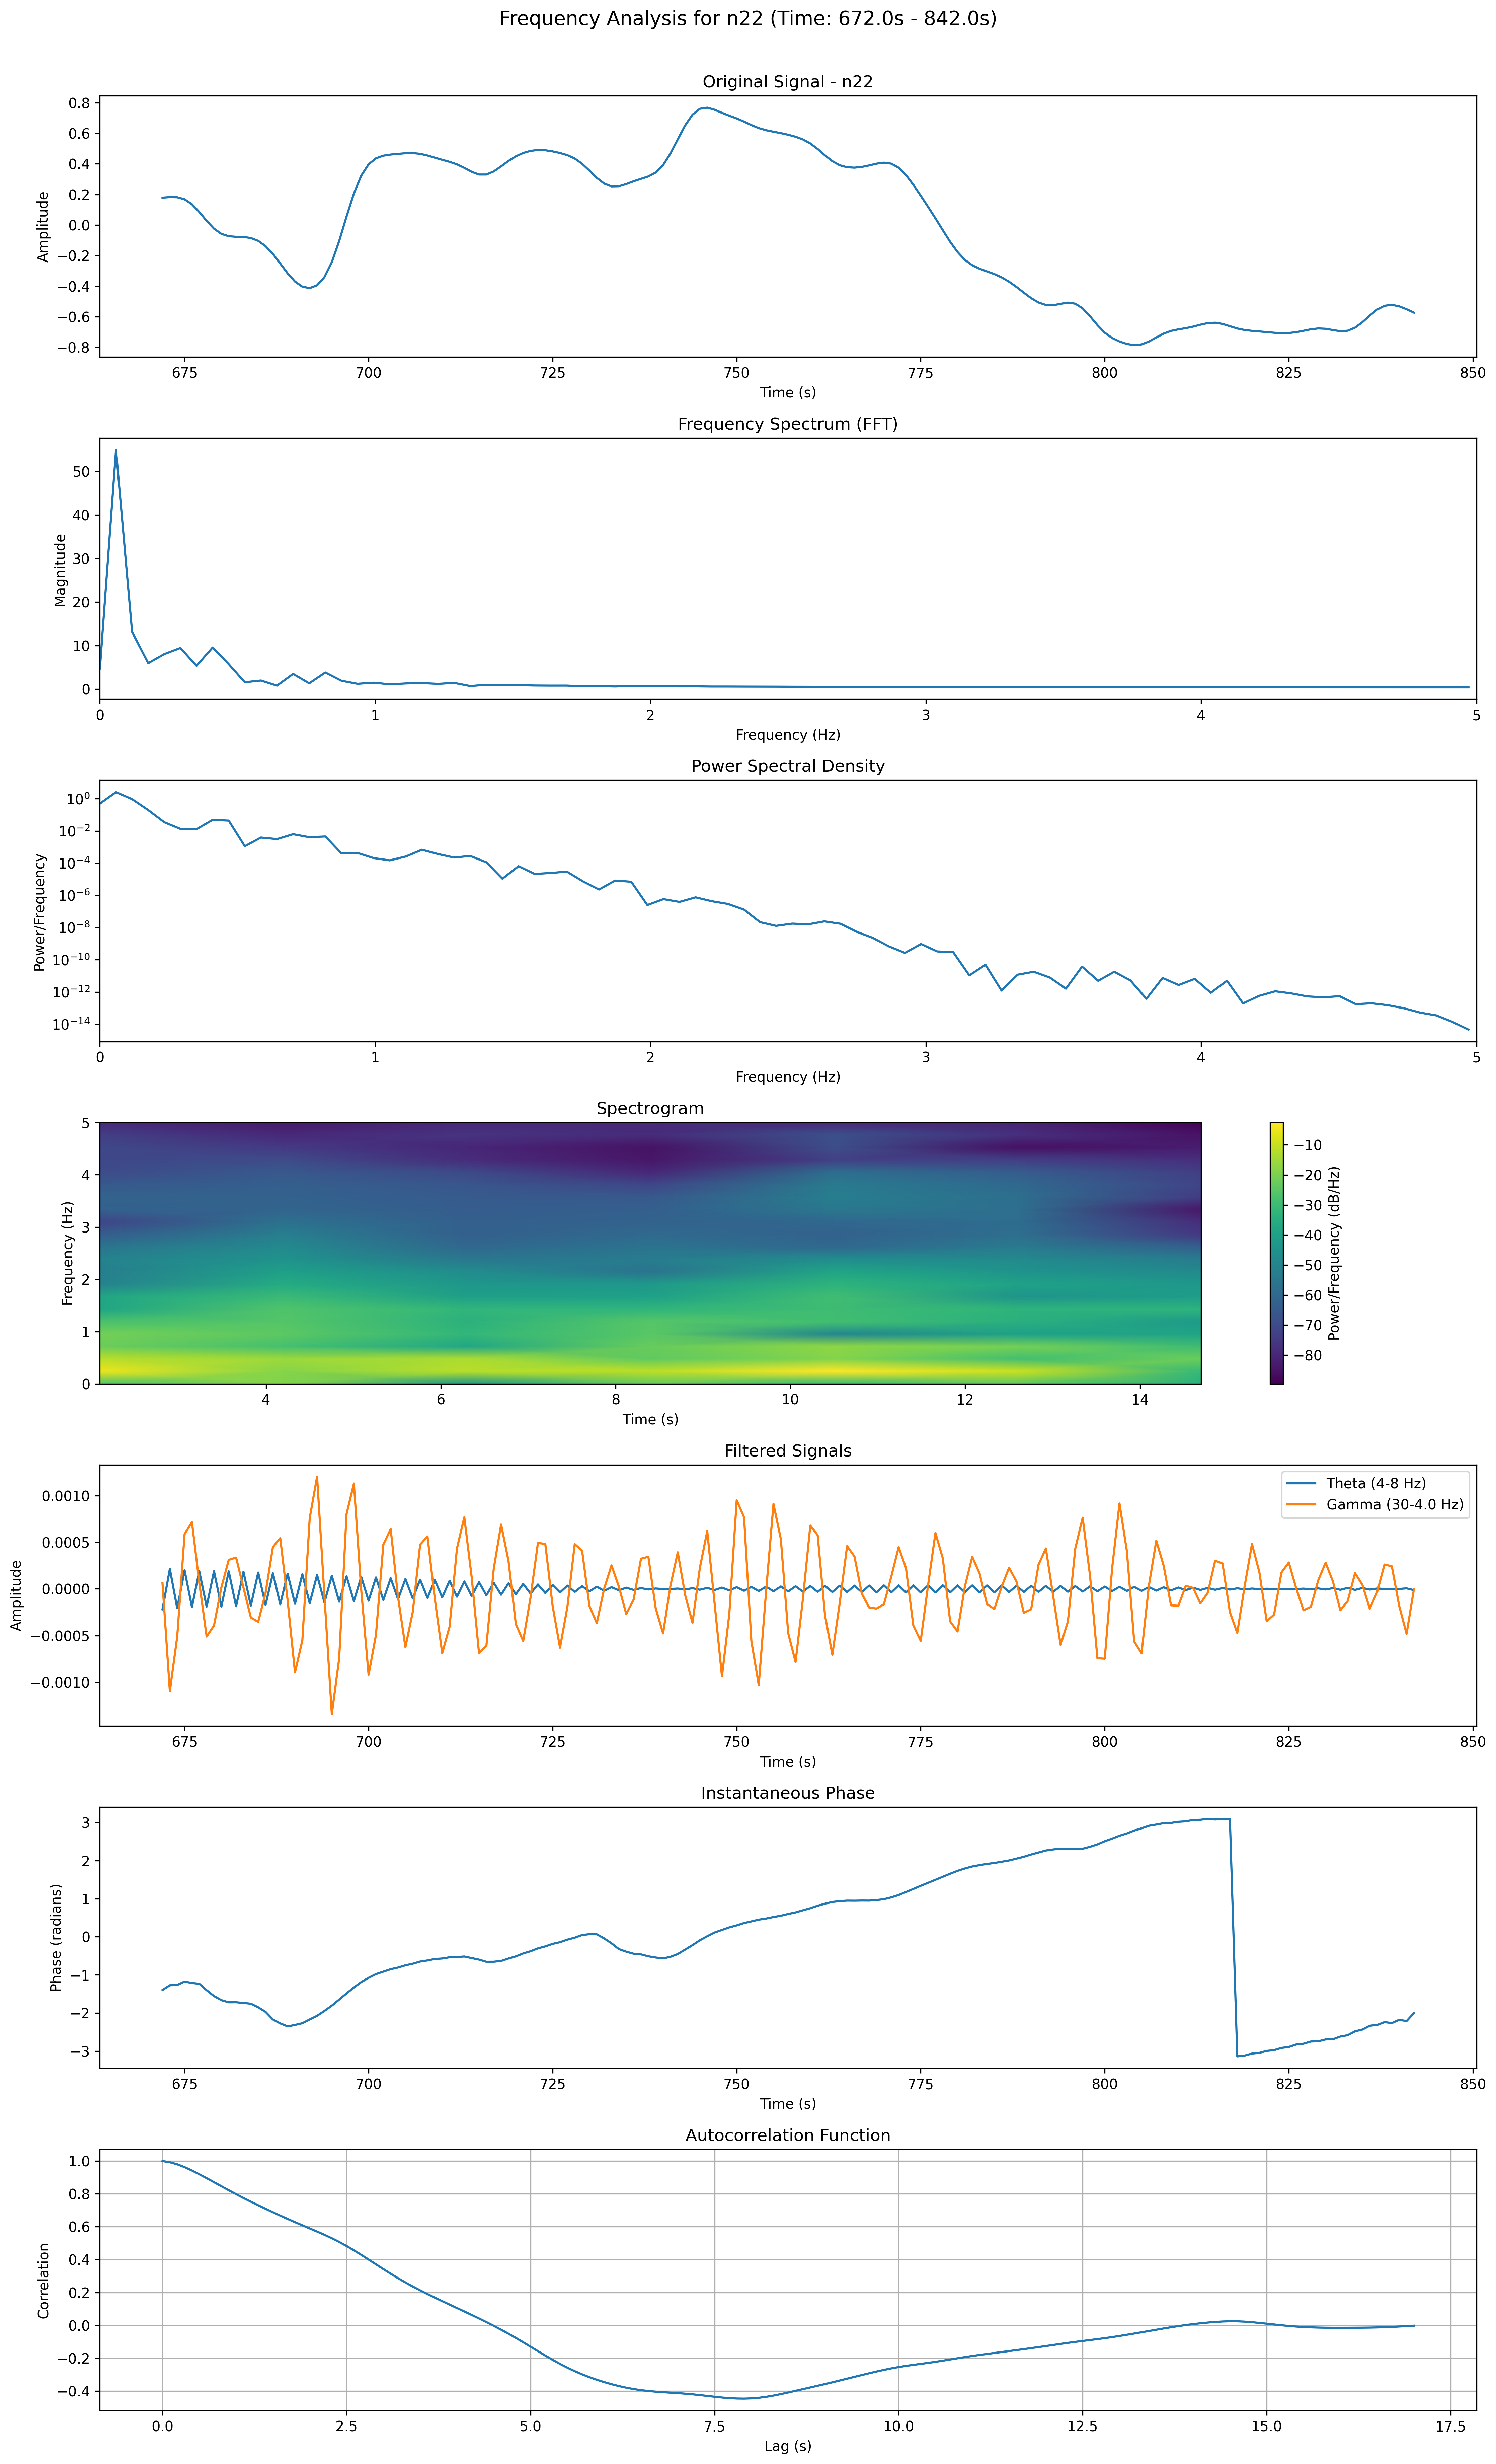 Frequency Analysis for n22 (Time: 672.0s - 842.0s)
Original Signal - n22
Amplitude
0.8
0.6
0.4
0.2
0.0
−0.2
−0.4
−0.6
−0.8
675 700 725 750 775 800 825 850
Time (s)
Frequency Spectrum (FFT)
Magnitude
50
40
30
20
10
0
0 1 2 3 4 5
Frequency (Hz)
Power Spectral Density
Power/Frequency
10⁰
10⁻²
10⁻⁴
10⁻⁶
10⁻⁸
10⁻¹⁰
10⁻¹²
10⁻¹⁴
0 1 2 3 4 5
Frequency (Hz)
Spectrogram
Frequency (Hz)
5
4
3
2
1
0
4 6 8 10 12 14
Time (s)
−10
−20
−30
−40
−50
−60
−70
−80
Power/Frequency (dB/Hz)
Filtered Signals
Amplitude
0.0010
0.0005
0.0000
−0.0005
−0.0010
Theta (4-8 Hz)
Gamma (30-4.0 Hz)
675 700 725 750 775 800 825 850
Time (s)
Instantaneous Phase
Phase (radians)
3
2
1
0
−1
−2
−3
675 700 725 750 775 800 825 850
Time (s)
Autocorrelation Function
Correlation
1.0
0.8
0.6
0.4
0.2
0.0
−0.2
−0.4
0.0 2.5 5.0 7.5 10.0 12.5 15.0 17.5
Lag (s)